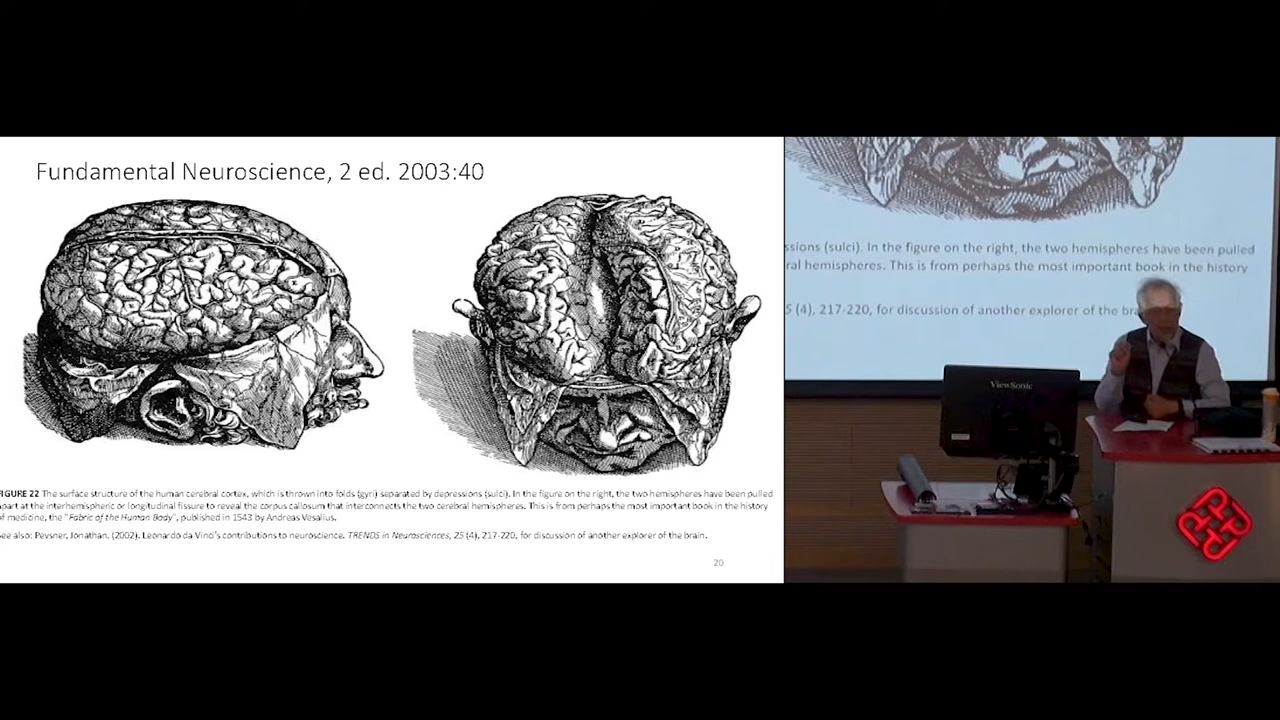 Fundamental Neuroscience, 2 ed. 2003:40
FIGURE 22 The surface structure of the human cerebral cortex, which is thrown into folds (gyri) separated by depressions (sulci). In the figure on the right, the two hemispheres have been pulled
apart at the interhemispheric or longitudinal fissure to reveal the corpus callosum that interconnects the two cerebral hemispheres. This is from perhaps the most important book in the history
of medicine, the "Fabric of the Human Body", published in 1543 by Andreas Vesalius.
See also: Pevsner, Jonathan. (2002). Leonardo da Vinci's contributions to neuroscience. TRENDS in Neurosciences, 25 (4), 217-220, for discussion of another explorer of the brain.
20
ssions (sulci). In the figure on the right, the two hemispheres have been pulled
ral hemispheres. This is from perhaps the most important book in the history
5 (4), 217-220, for discussion of another explorer of the bra
ViewSonic